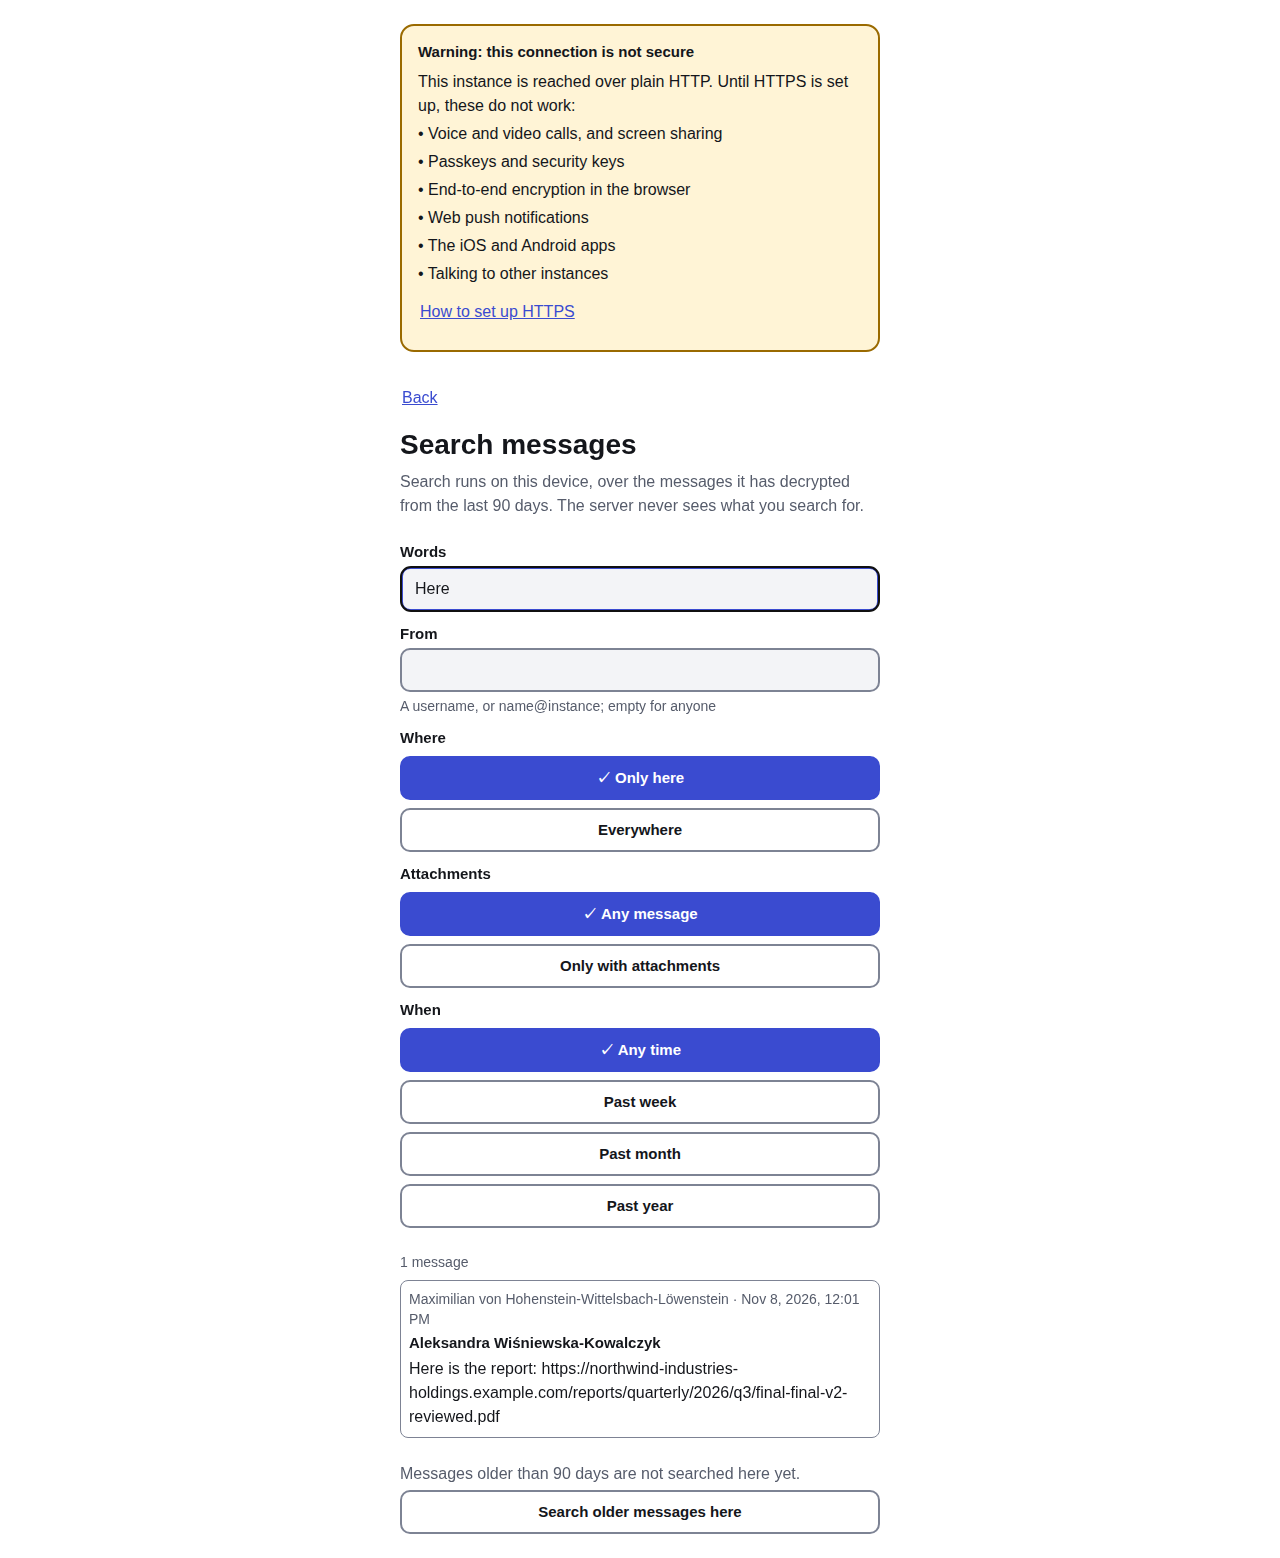 Warning: this connection is not secure
This instance is reached over plain HTTP. Until HTTPS is set
up, these do not work:
• Voice and video calls, and screen sharing
• Passkeys and security keys
• End-to-end encryption in the browser
• Web push notifications
• The iOS and Android apps
• Talking to other instances
How to set up HTTPS
Back
Search messages
Search runs on this device, over the messages it has decrypted
from the last 90 days. The server never sees what you search for.
Words
Here
From
A username, or name@instance; empty for anyone
Where
✓ Only here
Everywhere
Attachments
✓ Any message
Only with attachments
When
✓ Any time
Past week
Past month
Past year
1 message
Maximilian von Hohenstein-Wittelsbach-Löwenstein · Nov 8, 2026, 12:01
PM
Aleksandra Wiśniewska-Kowalczyk
Here is the report: https://northwind-industries-
holdings.example.com/reports/quarterly/2026/q3/final-final-v2-
reviewed.pdf
Messages older than 90 days are not searched here yet.
Search older messages here